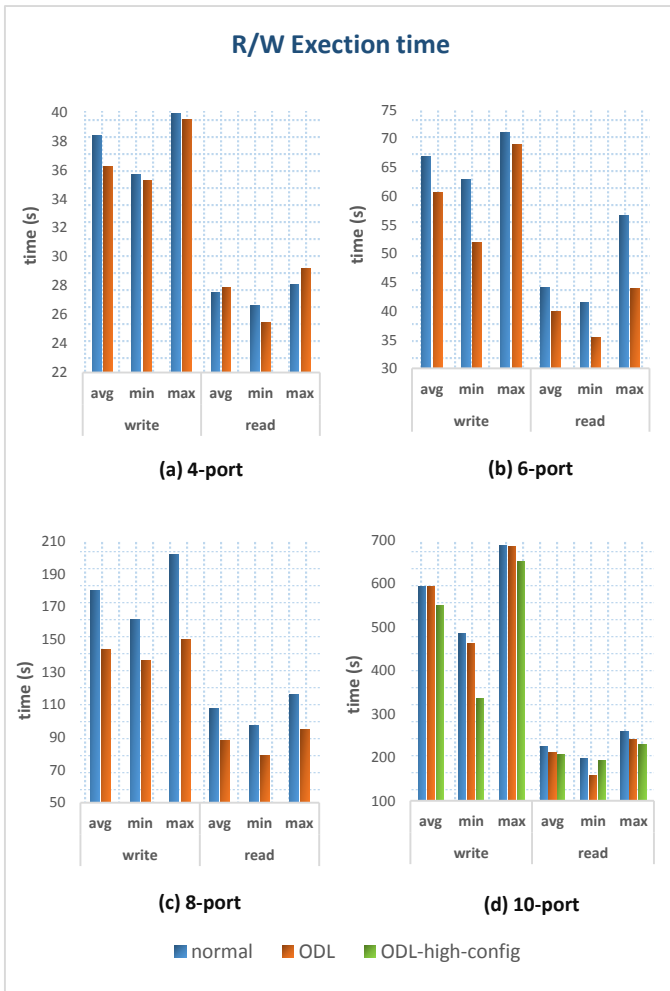 R/W Exection time
time (s)
40
38
36
34
32
30
28
26
24
22
avg min max avg min max
write read
(a) 4-port
time (s)
75
70
65
60
55
50
45
40
35
30
avg min max avg min max
write read
(b) 6-port
time (s)
210
190
170
150
130
110
90
70
50
avg min max avg min max
write read
(c) 8-port
time (s)
700
600
500
400
300
200
100
avg min max avg min max
write read
(d) 10-port
normal ODL ODL-high-config